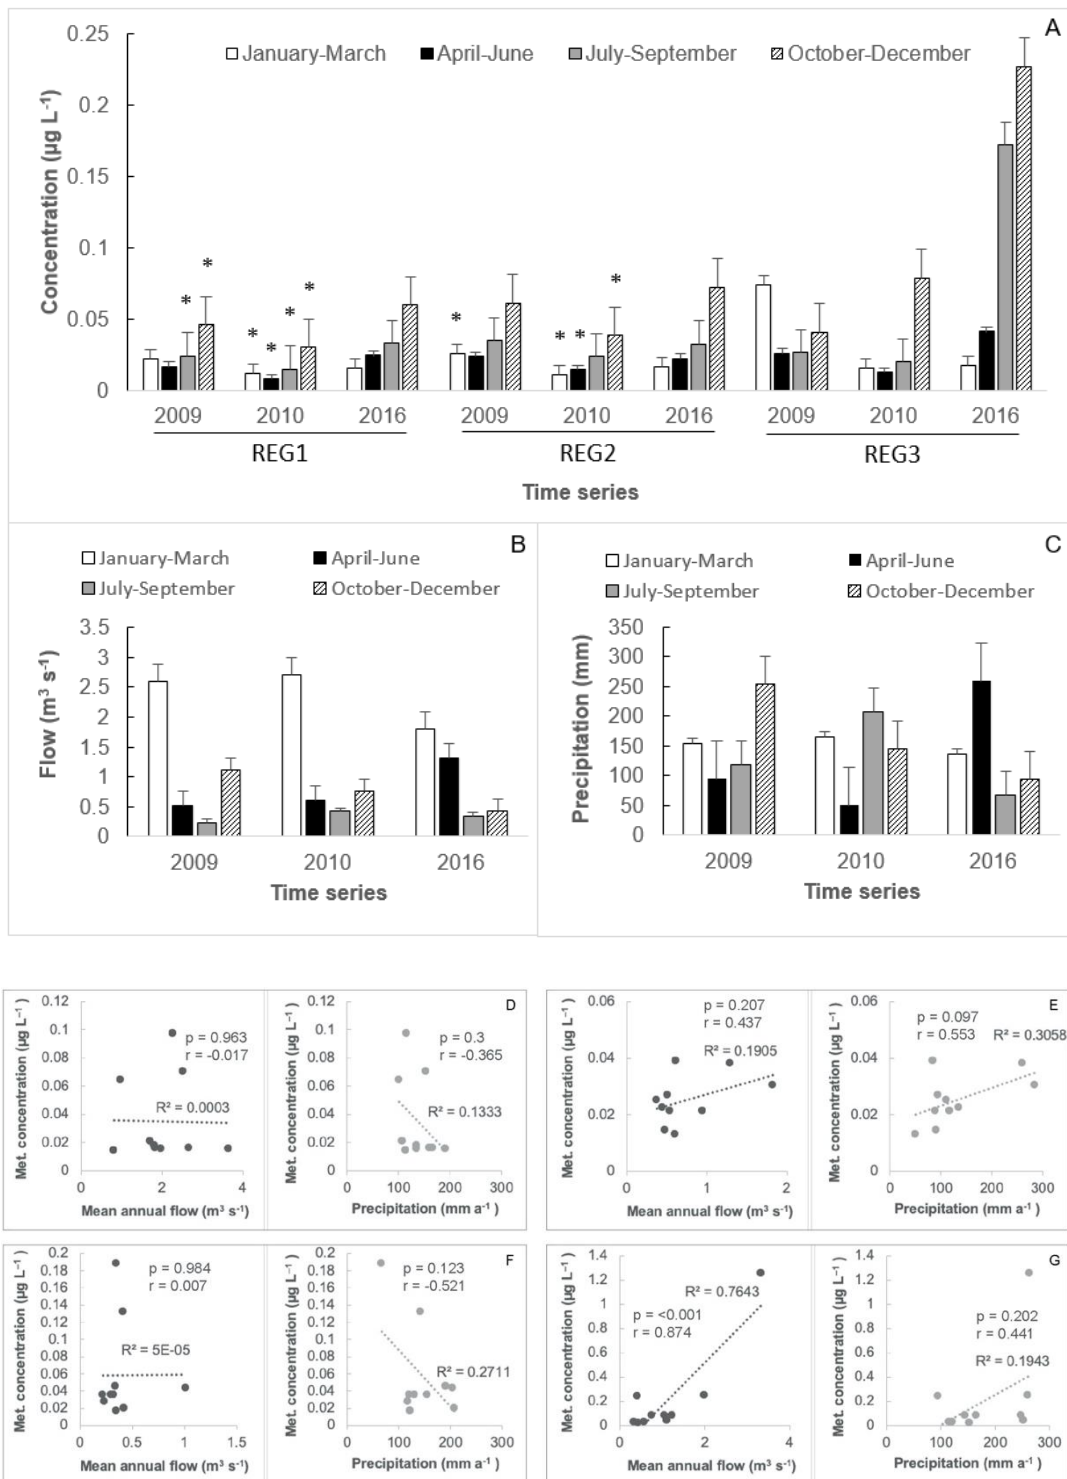 A
January-March April-June July-September October-December
Concentration (µg L⁻¹)
0.25
0.2
0.15
0.1
0.05
0
* * * * * * * * * *
2009 2010 2016 2009 2010 2016 2009 2010 2016
REG1 REG2 REG3
Time series
B
January-March April-June
July-September October-December
Flow (m³ s⁻¹)
3.5
3
2.5
2
1.5
1
0.5
0
2009 2010 2016
Time series
C
January-March April-June
July-September October-December
Precipitation (mm)
350
300
250
200
150
100
50
0
2009 2010 2016
Time series
D
Met. concentration (µg L⁻¹)
0.12
0.1
0.08
0.06
0.04
0.02
0
p = 0.963
r = -0.017
R² = 0.0003
0 2 4
Mean annual flow (m³ s⁻¹)
Met. concentration (µg L⁻¹)
0.12
0.1
0.08
0.06
0.04
0.02
0
p = 0.3
r = -0.365
R² = 0.1333
0 100 200 300
Precipitation (mm a⁻¹)
E
Met. concentration (µg L⁻¹)
0.06
0.04
0.02
0
p = 0.207
r = 0.437
R² = 0.1905
0 1 2
Mean annual flow (m³ s⁻¹)
Met. concentration (µg L⁻¹)
0.06
0.04
0.02
0
p = 0.097
r = 0.553
R² = 0.3058
0 100 200 300
Precipitation (mm a⁻¹)
F
Met. concentration (µg L⁻¹)
0.2
0.18
0.16
0.14
0.12
0.1
0.08
0.06
0.04
0.02
0
p = 0.984
r = 0.007
R² = 5E-05
0 0.5 1 1.5
Mean annual flow (m³ s⁻¹)
Met. concentration (µg L⁻¹)
0.2
0.18
0.16
0.14
0.12
0.1
0.08
0.06
0.04
0.02
0
p = 0.123
r = -0.521
R² = 0.2711
0 100 200 300
Precipitation (mm a⁻¹)
G
Met. concentration (µg L⁻¹)
1.4
1.2
1
0.8
0.6
0.4
0.2
0
R² = 0.7643
p = <0.001
r = 0.874
0 2 4
Mean annual flow (m³ s⁻¹)
Met. concentration (µg L⁻¹)
1.4
1.2
1
0.8
0.6
0.4
0.2
0
p = 0.202
r = 0.441
R² = 0.1943
0 100 200 300
Precipitation (mm a⁻¹)